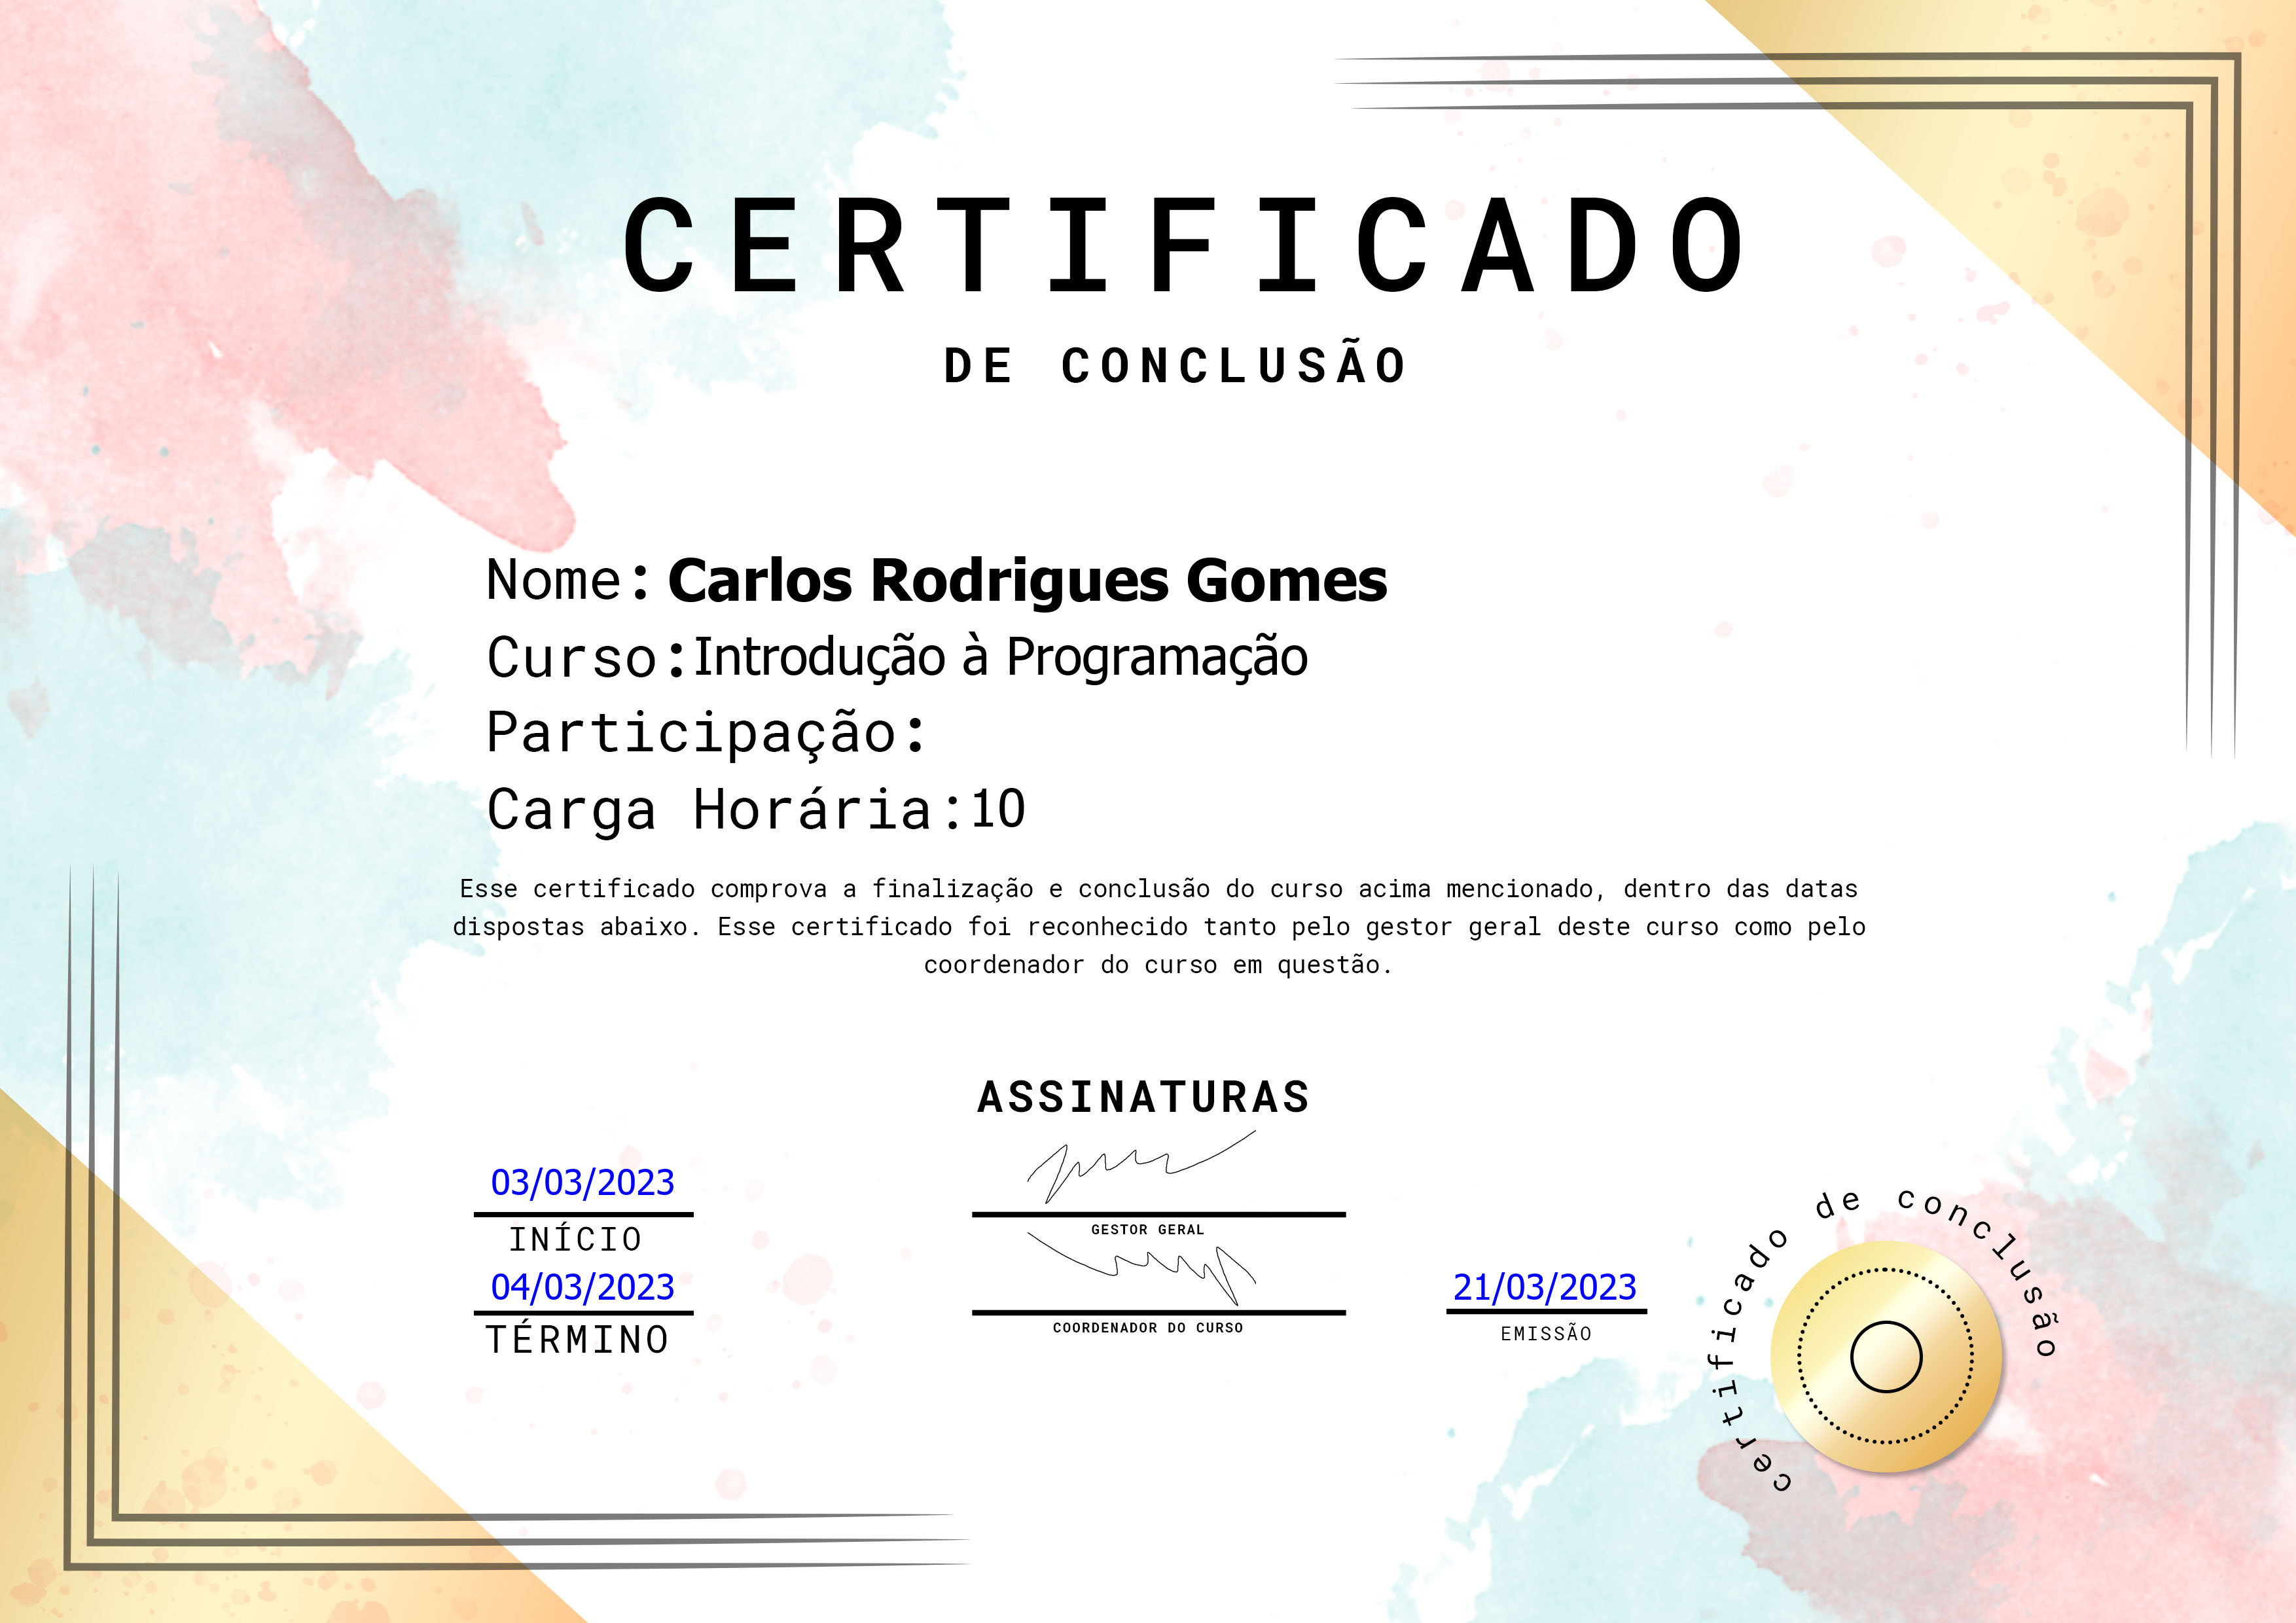 CERTIFICADO
DE CONCLUSÃO
Nome: Carlos Rodrigues Gomes
Curso:Introdução à Programação
Participação:
Carga Horária:10
Esse certificado comprova a finalização e conclusão do curso acima mencionado, dentro das datas
dispostas abaixo. Esse certificado foi reconhecido tanto pelo gestor geral deste curso como pelo
coordenador do curso em questão.
ASSINATURAS
03/03/2023
INÍCIO
GESTOR GERAL
04/03/2023
TÉRMINO
COORDENADOR DO CURSO
21/03/2023
EMISSÃO
certificado de conclusão